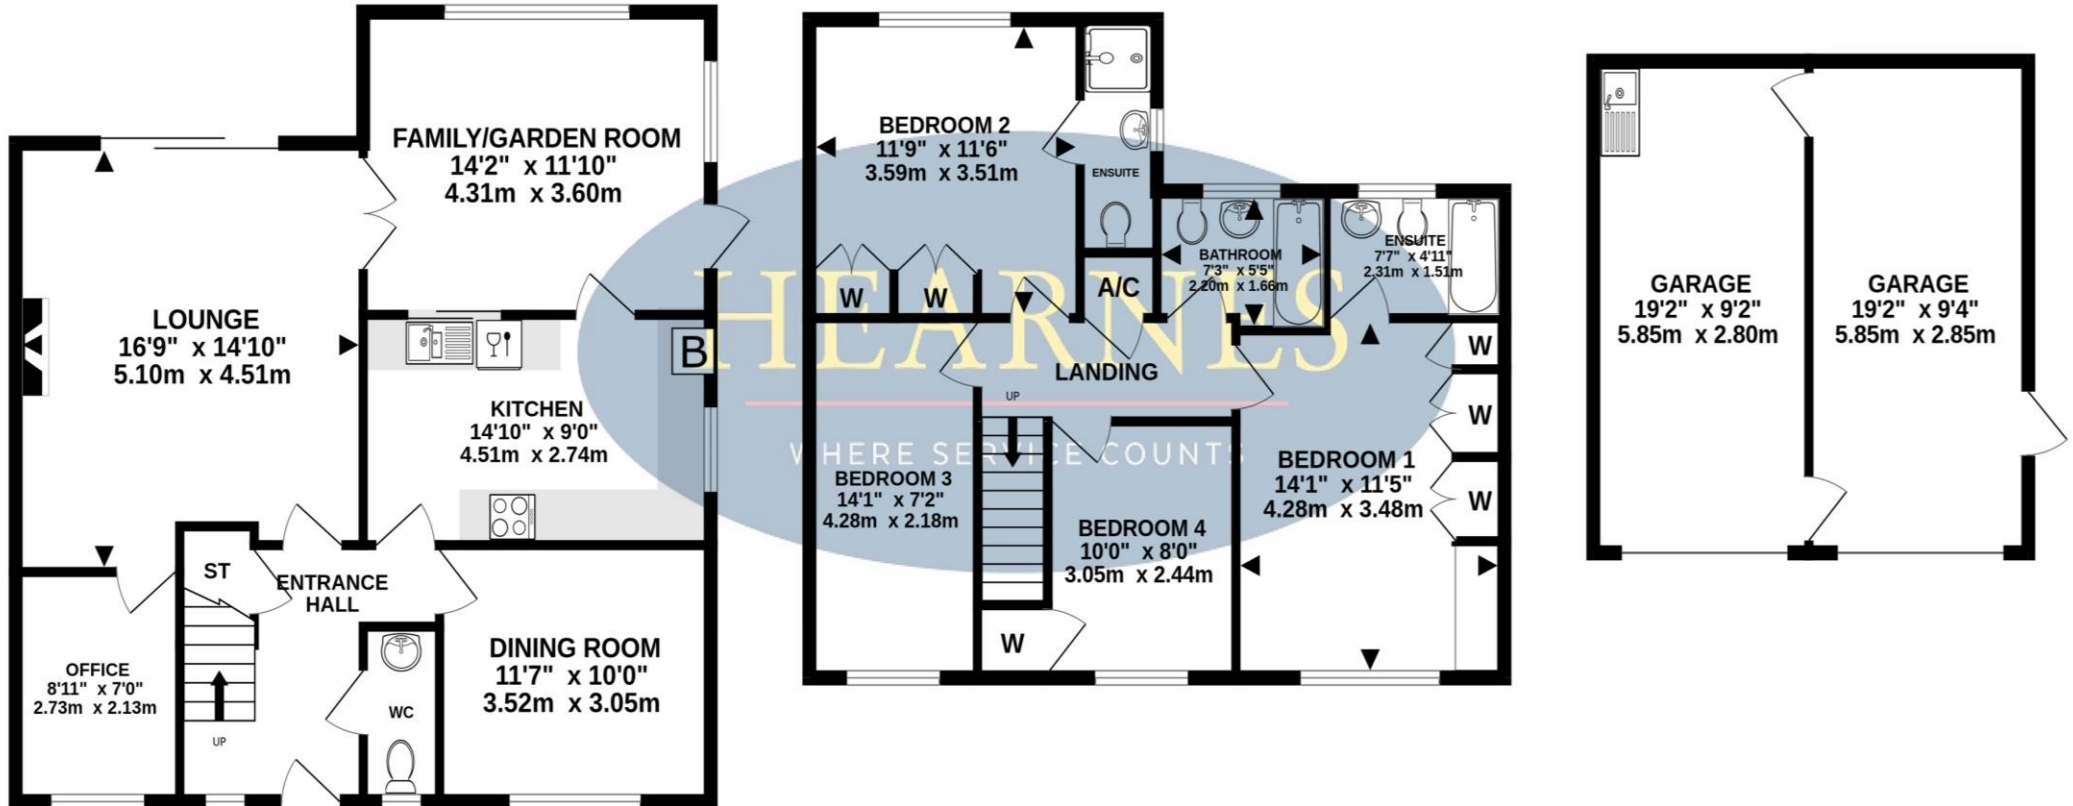 FAMILY/GARDEN ROOM
14'2" x 11'10"
4.31m x 3.60m
LOUNGE
16'9" x 14'10"
5.10m x 4.51m
B
KITCHEN
14'10" x 9'0"
4.51m x 2.74m
ST
ENTRANCE
HALL
OFFICE
8'11" x 7'0"
2.73m x 2.13m
UP
WC
DINING ROOM
11'7" x 10'0"
3.52m x 3.05m
BEDROOM 2
11'9" x 11'6"
3.59m x 3.51m
ENSUITE
W
W
A/C
BATHROOM
7'3" x 5'5"
2.20m x 1.66m
ENSUITE
7'7" x 4'11"
2.31m x 1.51m
HEARNES
WHERE SERVICE COUNTS
LANDING
UP
W
W
W
BEDROOM 3
14'1" x 7'2"
4.28m x 2.18m
BEDROOM 1
14'1" x 11'5"
4.28m x 3.48m
BEDROOM 4
10'0" x 8'0"
3.05m x 2.44m
W
GARAGE
19'2" x 9'2"
5.85m x 2.80m
GARAGE
19'2" x 9'4"
5.85m x 2.85m